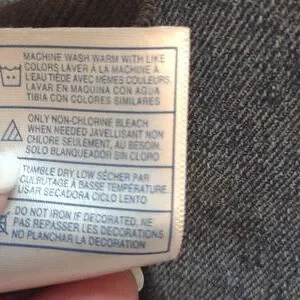 MACHINE WASH WARM WITH LIKE
COLORS LAVER À LA MACHDIE À
L'EAU TIÈDE AVEC MÊMES COULEURS
LAVAR EN MAQUINA CON AGUA
TIBIA CON COLORES SIMILARES
ONLY NON-CHLORINE BLEACH
WHEN NEEDED JAVELLISANT NON
CHLORE SEULEMENT, AU BESOIN.
SOLO BLANQUEADOR SIN CLORO
TUMBLE DRY LOW SÉCHER PAR
CULBUTAGE À BASSE TEMPÉRATURE
USAR SECADORA CICLO LENTO
DO NOT IRON IF DECORATED, NE
PAS REPASSER LES DECORATIONS
NO PLANCHAR LA DECORATION